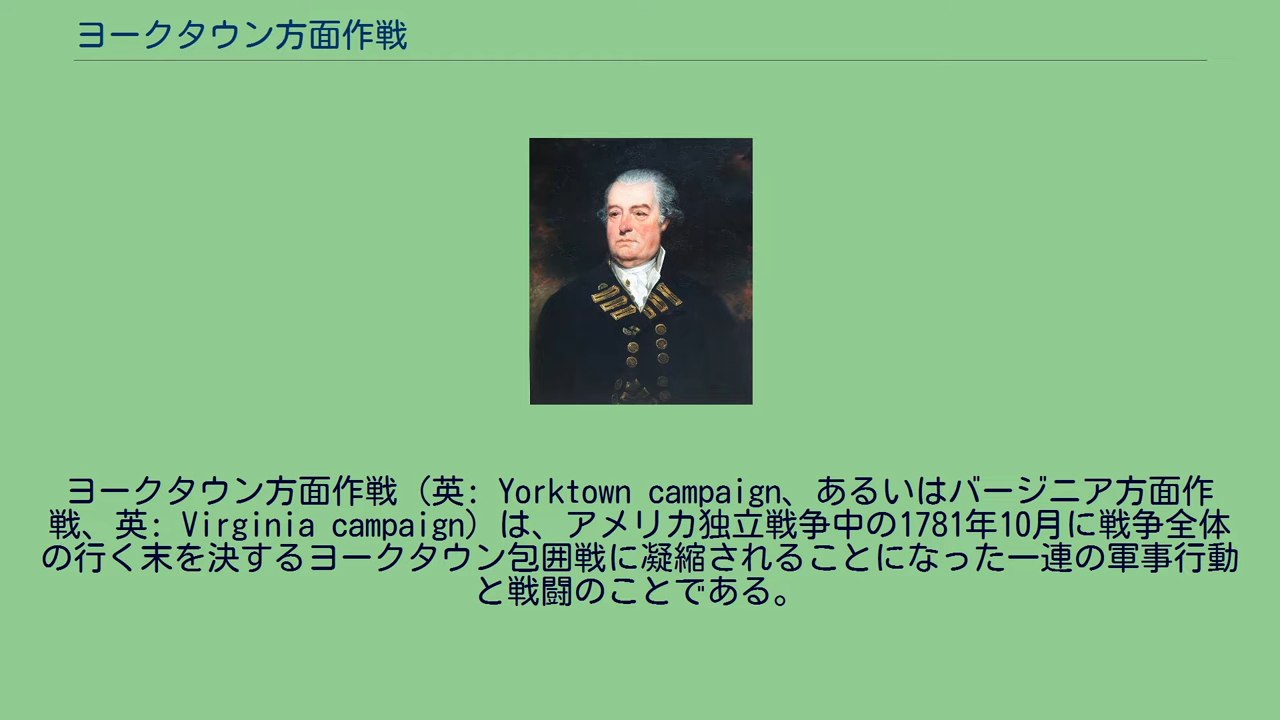 ヨークタウン方面作戦
ヨークタウン方面作戦（英: Yorktown campaign、あるいはバージニア方面作
戦、英: Virginia campaign）は、アメリカ独立戦争中の1781年10月に戦争全体
の行く末を決するヨークタウン包囲戦に凝縮されることになった一連の軍事行動
と戦闘のことである。